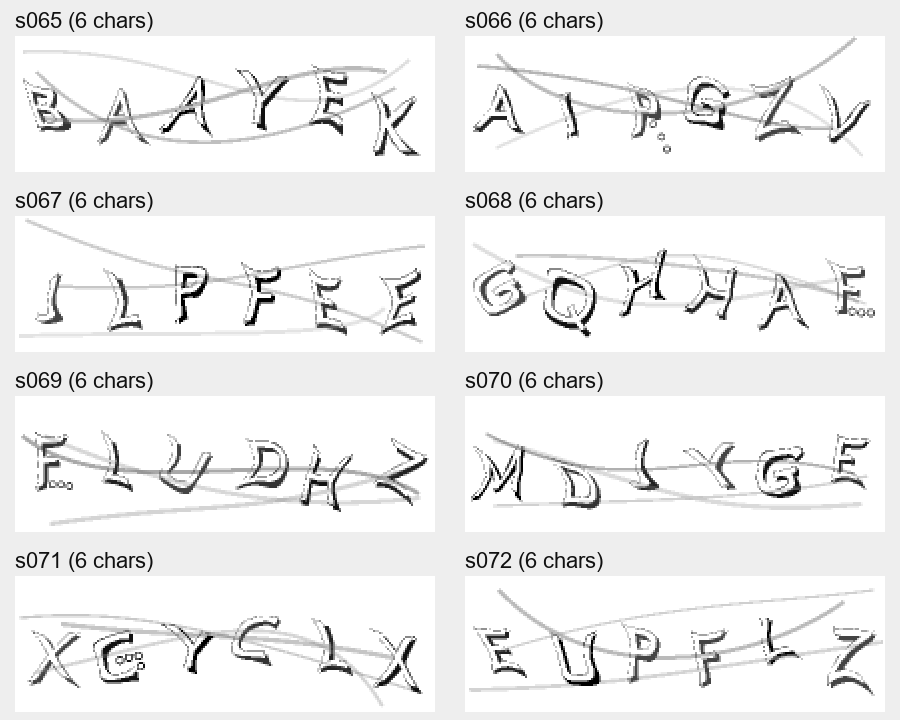 s065 (6 chars)
BAAYEK
s066 (6 chars)
AIPGZV
s067 (6 chars)
ILPFEE
s068 (6 chars)
GQHHAF
s069 (6 chars)
FLUDHZ
s070 (6 chars)
MDIYGE
s071 (6 chars)
XGYCLX
s072 (6 chars)
EUPFLZ